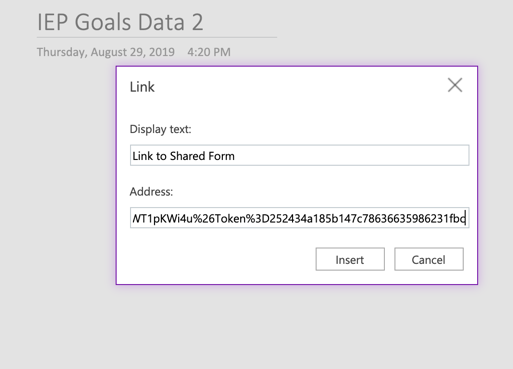 IEP Goals Data 2
Thursday, August 29, 2019 4:20 PM
Link
Display text:
Link to Shared Form
Address:
WT1pKWi4u%26Token%3D252434a185b147c78636635986231fbc
Insert Cancel